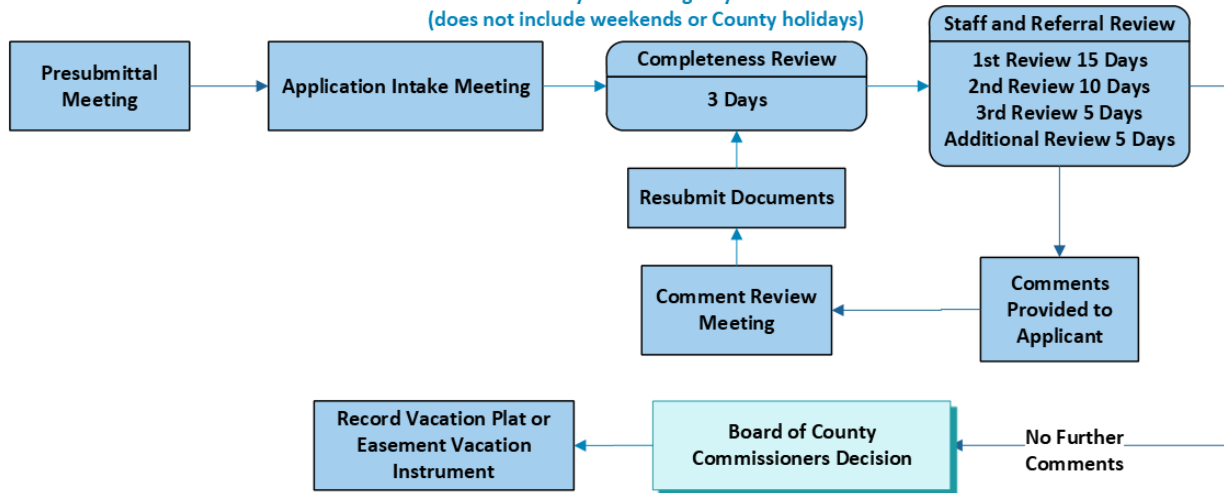 (does not include weekends or County holidays)
Presubmittal
Meeting
Application Intake Meeting
Completeness Review
3 Days
Staff and Referral Review
1st Review 15 Days
2nd Review 10 Days
3rd Review 5 Days
Additional Review 5 Days
Resubmit Documents
Comment Review
Meeting
Comments
Provided to
Applicant
Record Vacation Plat or
Easement Vacation
Instrument
Board of County
Commissioners Decision
No Further
Comments